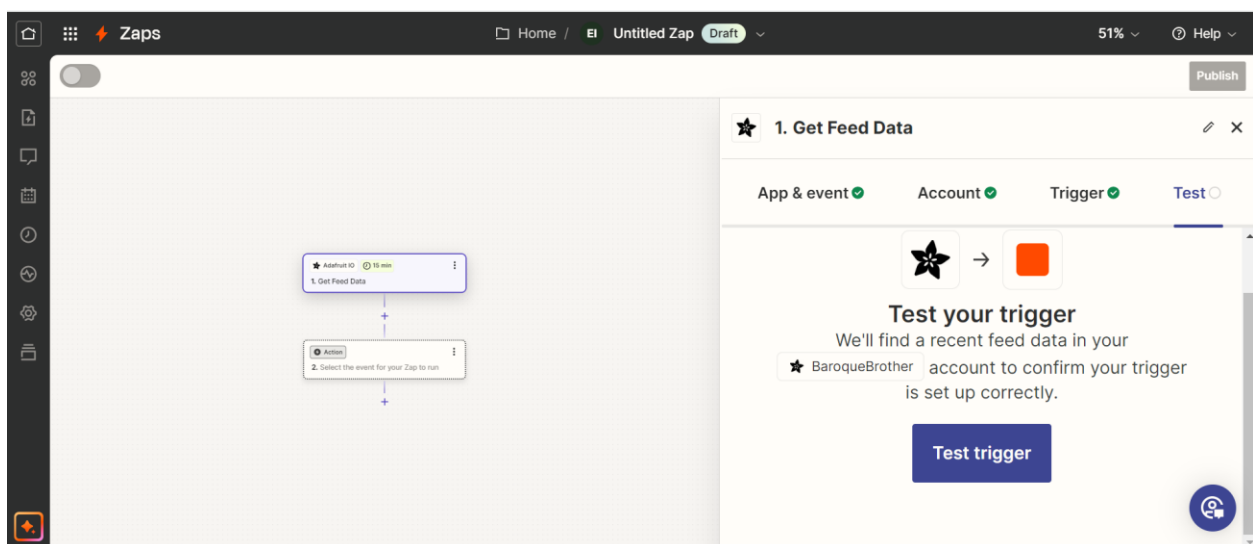 Zaps
Home / EI Untitled Zap Draft
51%
Help
Publish
1. Get Feed Data
App & event
Account
Trigger
Test
Adafruit IO 15 min
1. Get Feed Data
Action
2. Select the event for your Zap to run
Test your trigger
We'll find a recent feed data in your
BaroqueBrother account to confirm your trigger
is set up correctly.
Test trigger